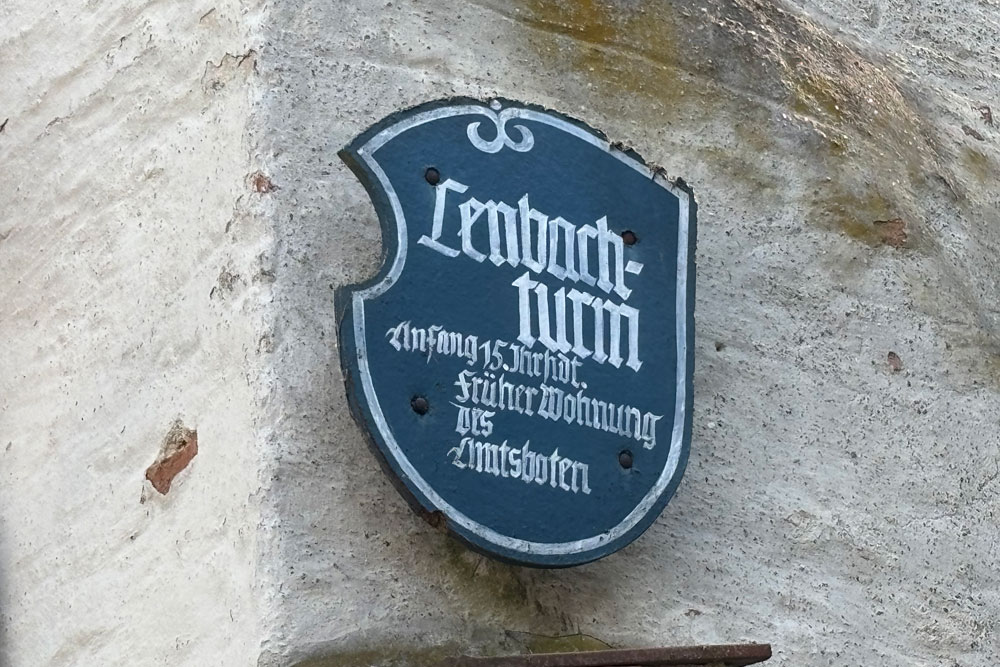 Lenbach-
turm
Anfang 15. Jhrhdt.
Früher Wohnung
des
Amtsboten